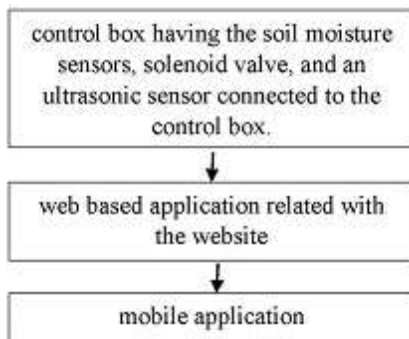 control box having the soil moisture
sensors, solenoid valve, and an
ultrasonic sensor connected to the
control box.
web based application related with
the website
mobile application